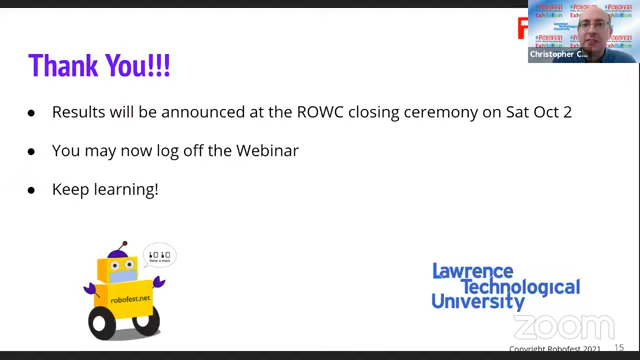 Thank You!!!
Christopher C...
● Results will be announced at the ROWC closing ceremony on Sat Oct 2
● You may now log off the Webinar
● Keep learning!
robofest.net
Lawrence
Technological
University
zoom
Copyright Robofest 2021
15